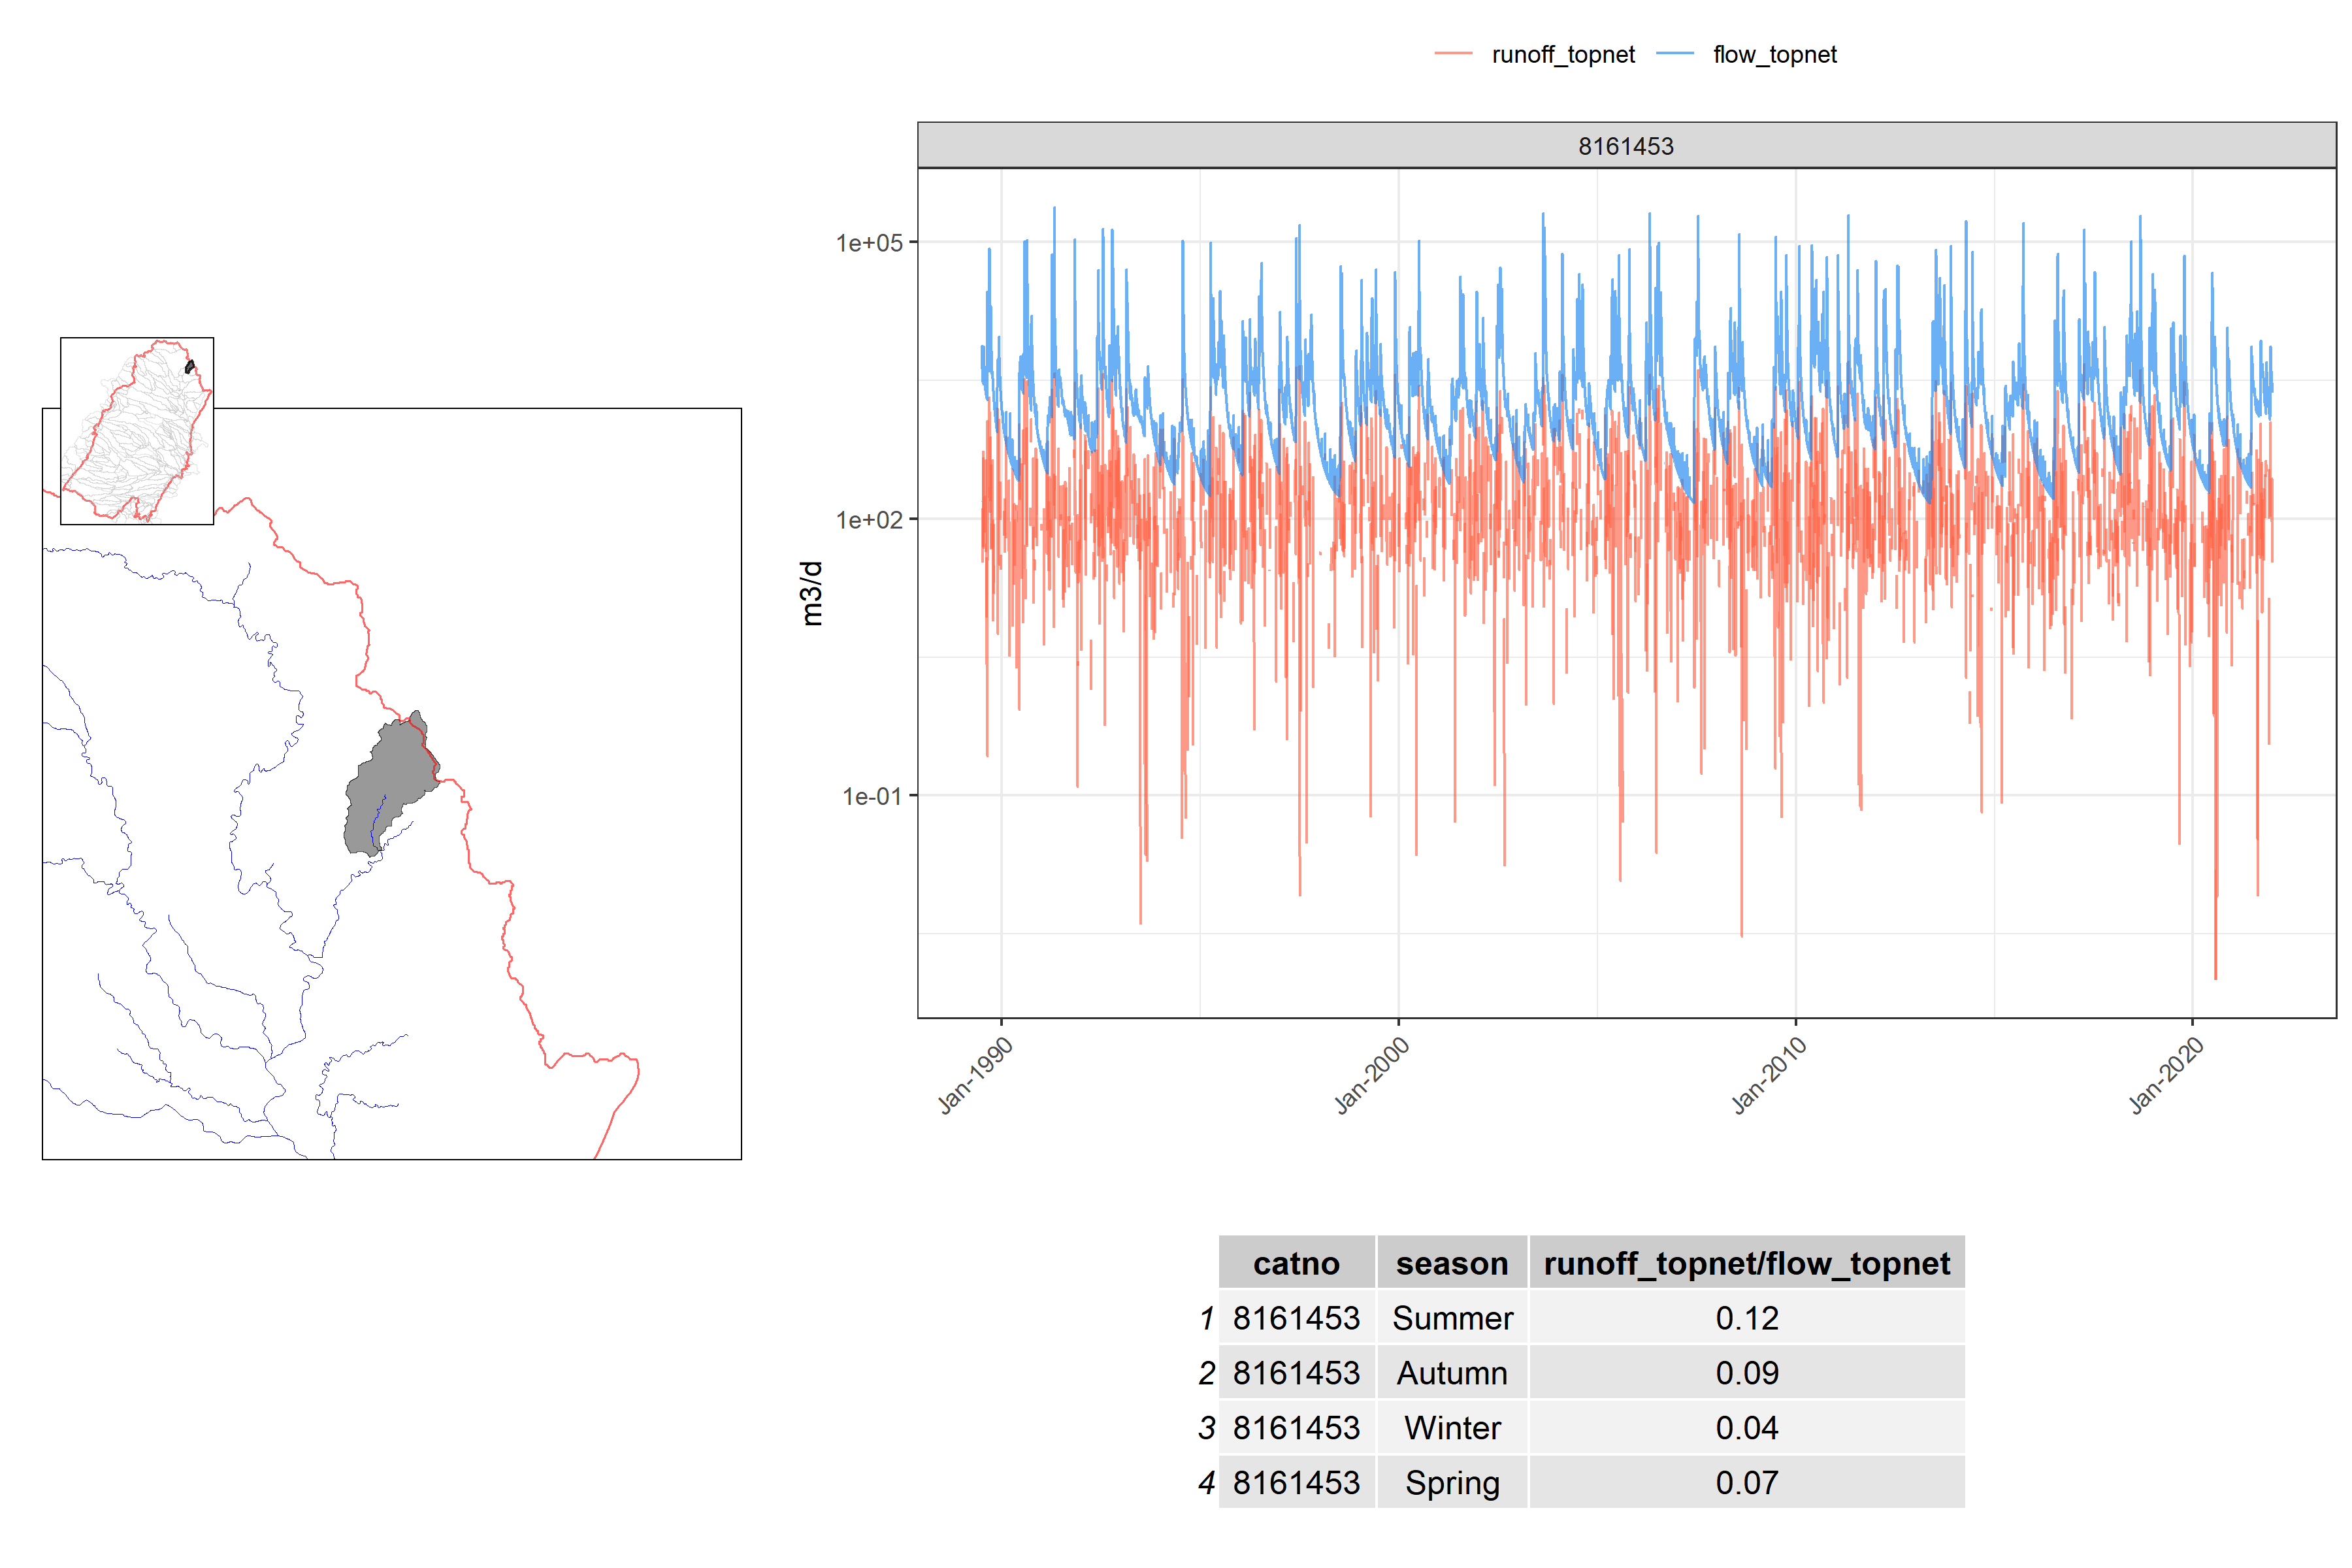 runoff_topnet flow_topnet
8161453
1e+05
1e+02
1e-01
m3/d
Jan-1990 Jan-2000 Jan-2010 Jan-2020
catno season runoff_topnet/flow_topnet
1 8161453 Summer 0.12
2 8161453 Autumn 0.09
3 8161453 Winter 0.04
4 8161453 Spring 0.07